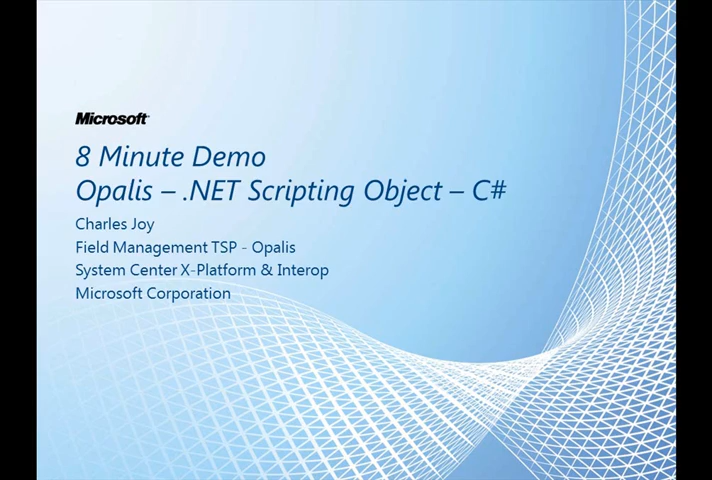 Microsoft
8 Minute Demo
Opalis – .NET Scripting Object – C#
Charles Joy
Field Management TSP - Opalis
System Center X-Platform & Interop
Microsoft Corporation